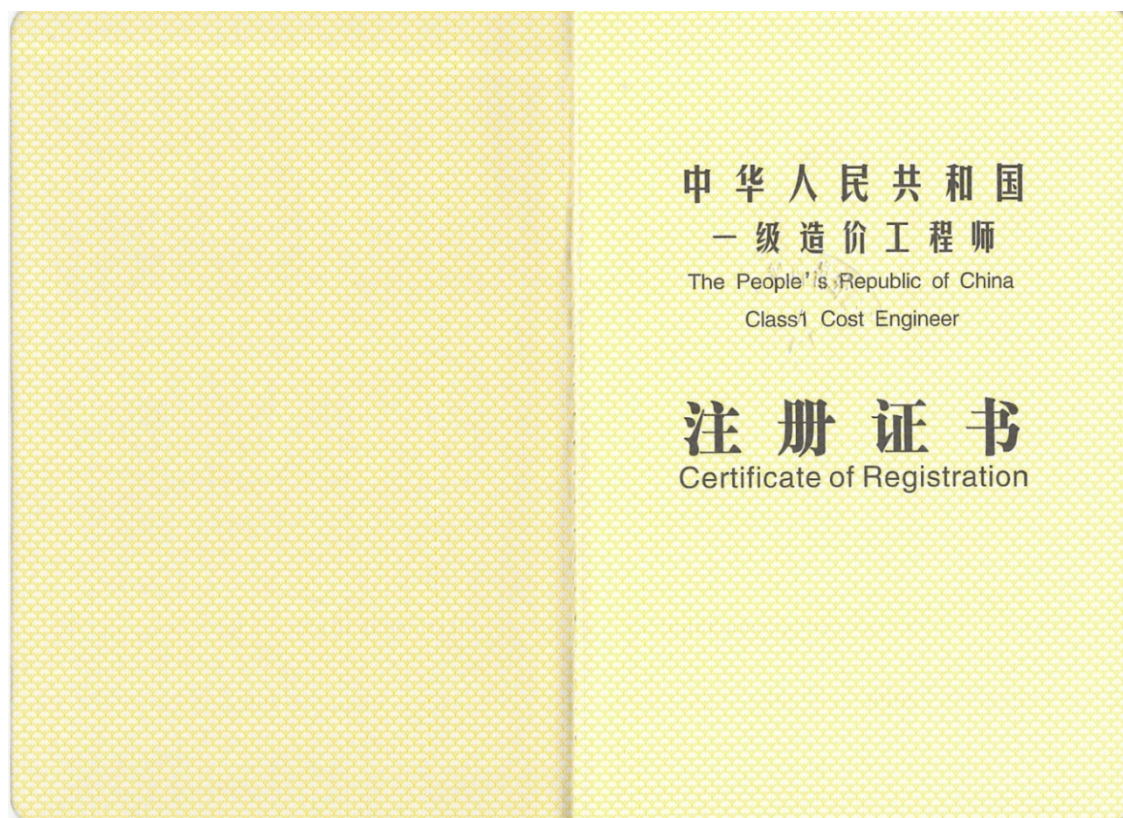 中华人民共和国
一级造价工程师
The People's Republic of China
Class1 Cost Engineer
注册证书
Certificate of Registration